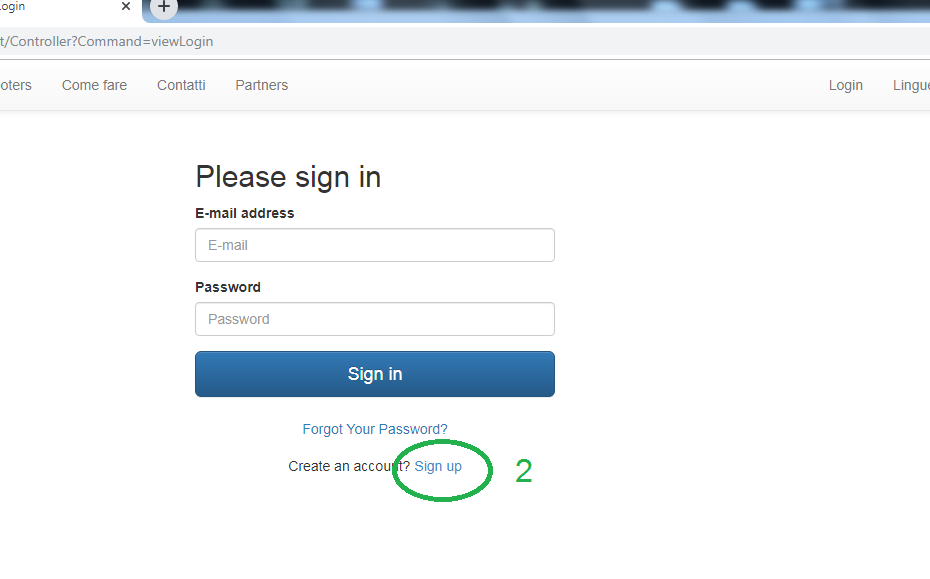 ogin
t/Controller?Command=viewLogin
oters Come fare Contatti Partners Login Lingue
Please sign in
E-mail address
E-mail
Password
Password
Sign in
Forgot Your Password?
Create an account? Sign up 2